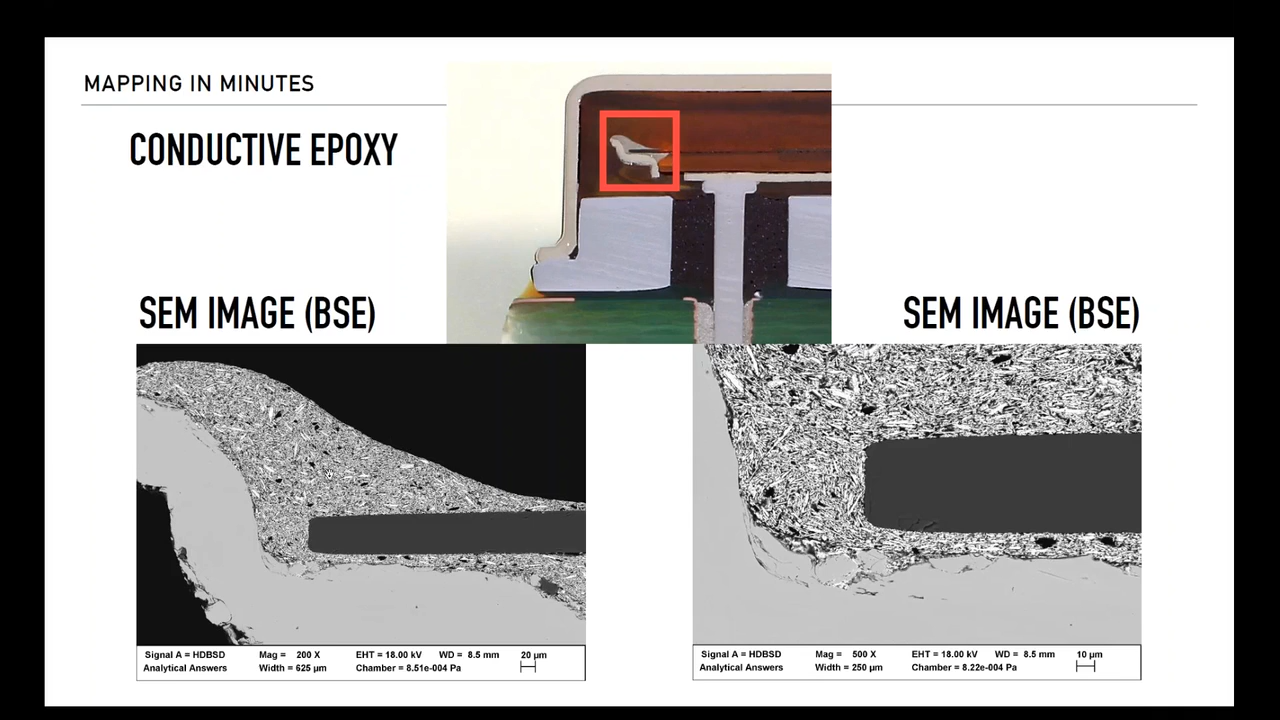 MAPPING IN MINUTES
CONDUCTIVE EPOXY
SEM IMAGE (BSE)
SEM IMAGE (BSE)
Signal A = HDBSD Mag = 200 X EHT = 18.00 kV WD = 8.5 mm 20 µm
Analytical Answers Width = 625 µm Chamber = 8.51e-004 Pa
Signal A = HDBSD Mag = 500 X EHT = 18.00 kV WD = 8.5 mm 10 µm
Analytical Answers Width = 250 µm Chamber = 8.22e-004 Pa